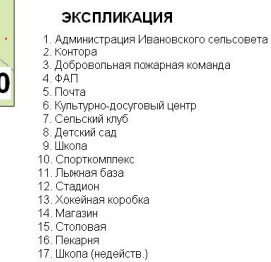 ЭКСПЛИКАЦИЯ
1. Администрация Ивановского сельсовета
2. Контора
3. Добровольная пожарная команда
4. ФАП
5. Почта
6. Культурно-досуговый центр
7. Сельский клуб
8. Детский сад
9. Школа
10. Спорткомплекс
11. Лыжная база
12. Стадион
13. Хокейная коробка
14. Магазин
15. Столовая
16. Пекарня
17. Школа (недейств.)
0